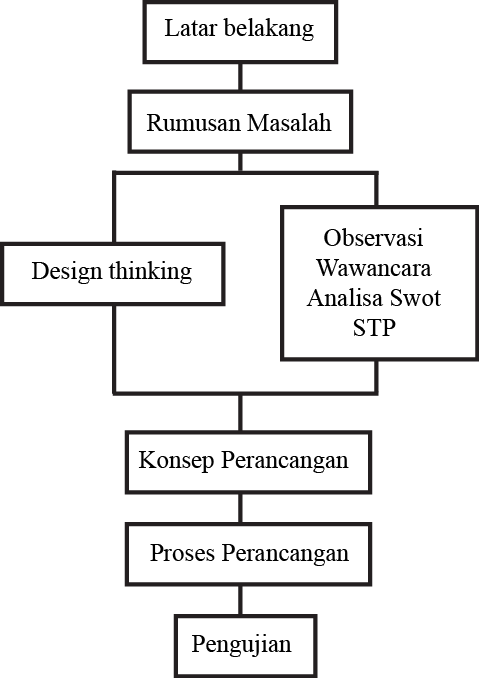 Latar belakang
Rumusan Masalah
Design thinking
Observasi
Wawancara
Analisa Swot
STP
Konsep Perancangan
Proses Perancangan
Pengujian